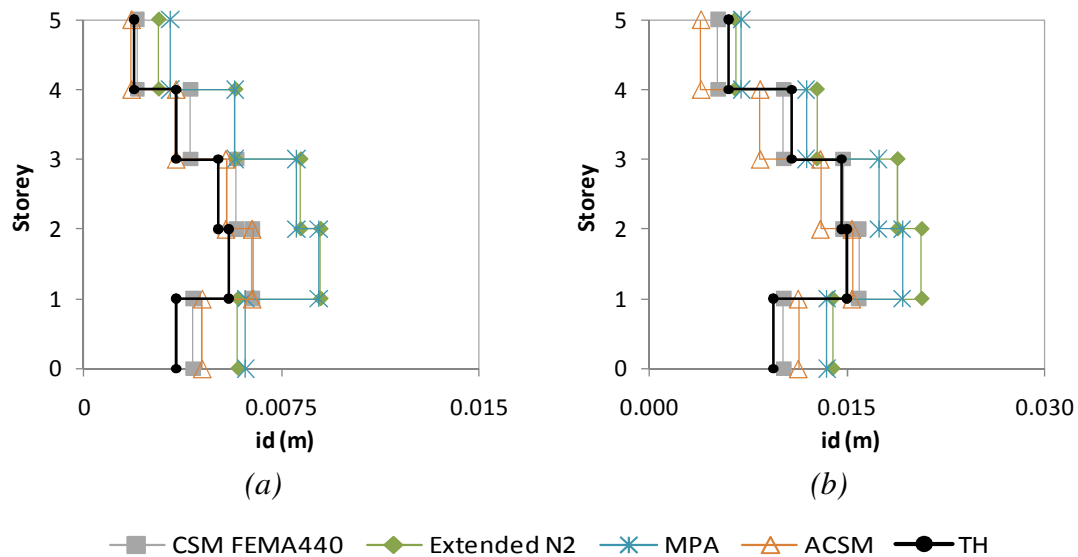 5
4
3
2
1
0
Storey
0
0.0075
0.015
id (m)
(a)
5
4
3
2
1
0
Storey
0.000
0.015
0.030
id (m)
(b)
CSM FEMA440
Extended N2
MPA
ACSM
TH